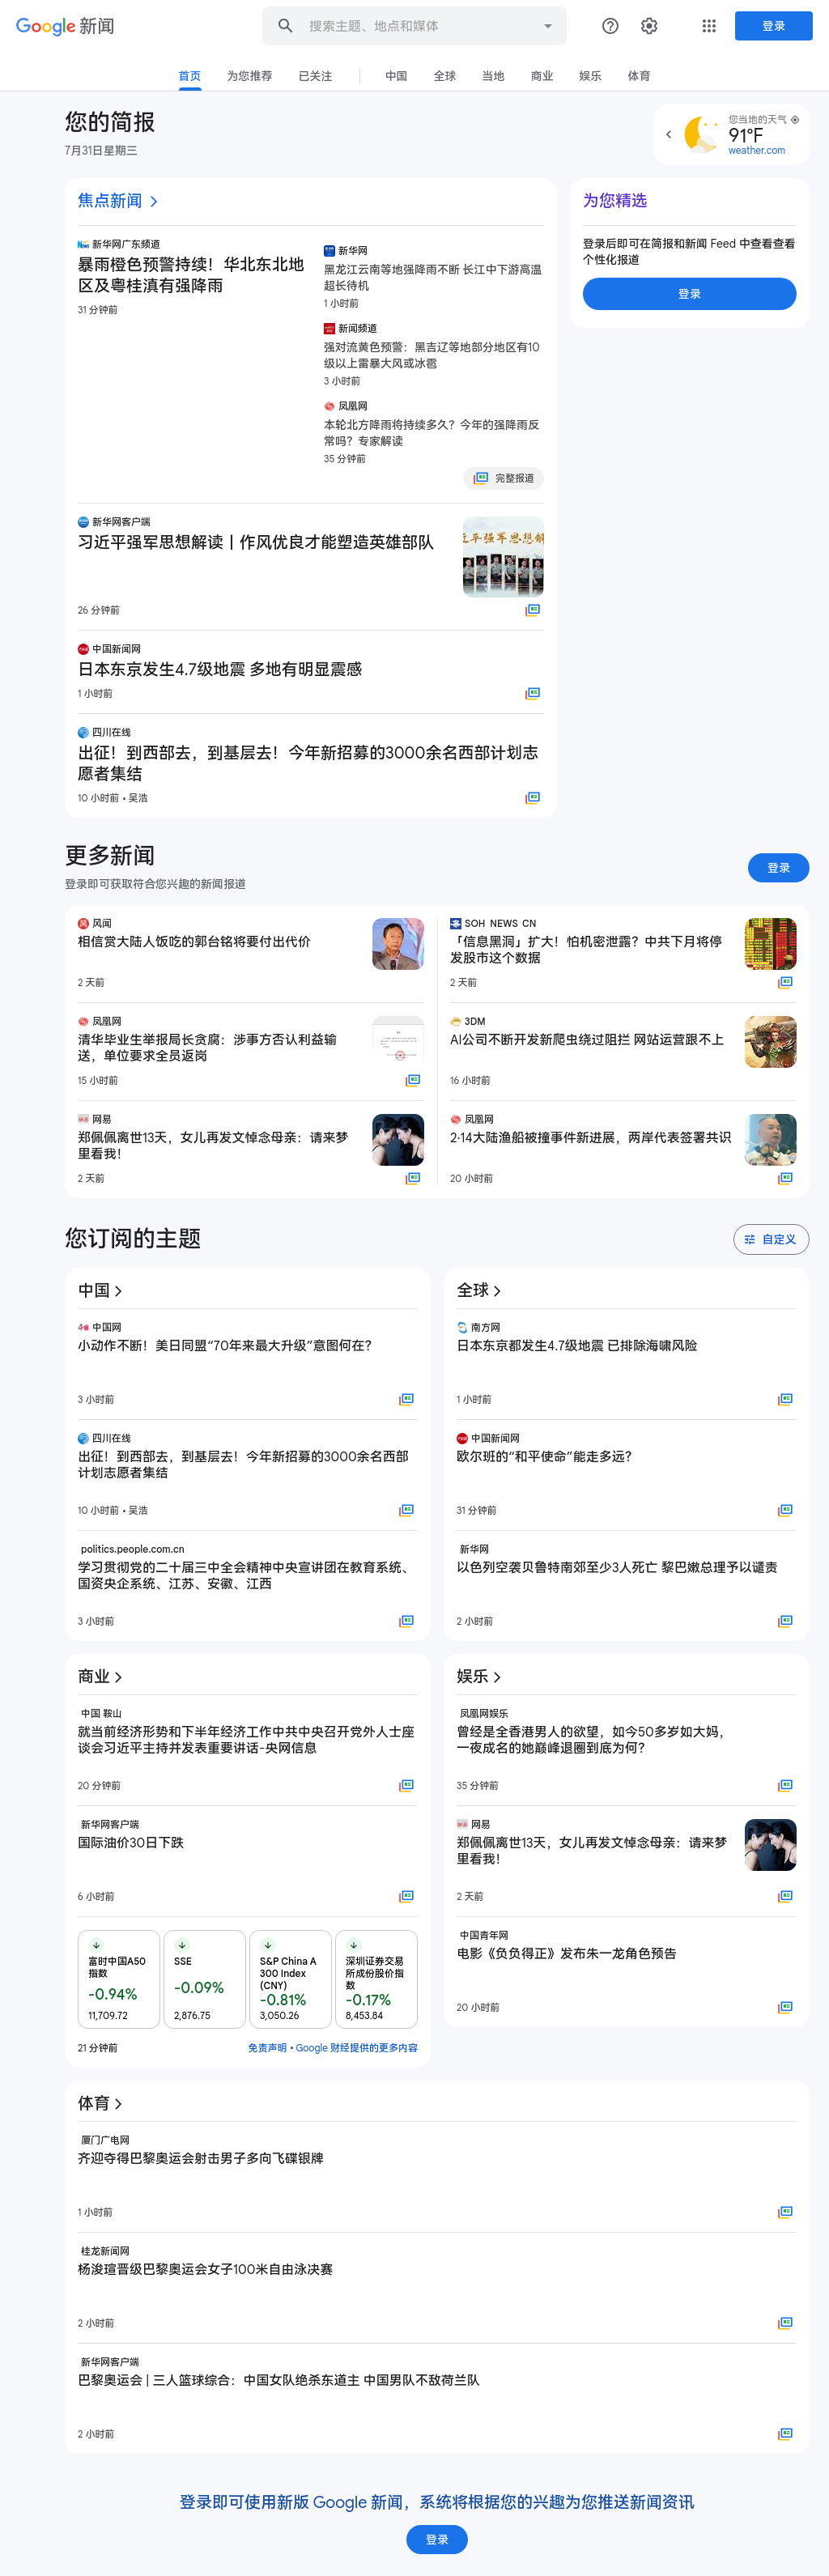 Google 新闻
搜索主题、地点和媒体
登录
首页
为您推荐
已关注
中国
全球
当地
商业
娱乐
体育
您的简报
7月31日星期三
您当地的天气
91°F
weather.com
焦点新闻
新华网广东频道
暴雨橙色预警持续！华北东北地
区及粤桂滇有强降雨
31 分钟前
新华网
黑龙江云南等地强降雨不断 长江中下游高温
超长待机
1 小时前
新闻频道
强对流黄色预警：黑吉辽等地部分地区有10
级以上雷暴大风或冰雹
3 小时前
凤凰网
本轮北方降雨将持续多久？今年的强降雨反
常吗？专家解读
35 分钟前
完整报道
新华网客户端
习近平强军思想解读丨作风优良才能塑造英雄部队
26 分钟前
中国新闻网
日本东京发生4.7级地震 多地有明显震感
1 小时前
四川在线
出征！到西部去，到基层去！今年新招募的3000余名西部计划志
愿者集结
10 小时前 • 吴浩
为您精选
登录后即可在简报和新闻 Feed 中查看查看
个性化报道
登录
更多新闻
登录即可获取符合您兴趣的新闻报道
登录
风闻
相信赏大陆人饭吃的郭台铭将要付出代价
2 天前
凤凰网
清华毕业生举报局长贪腐：涉事方否认利益输
送，单位要求全员返岗
15 小时前
网易
郑佩佩离世13天，女儿再发文悼念母亲：请来梦
里看我！
2 天前
SOH NEWS CN
「信息黑洞」扩大！怕机密泄露？中共下月将停
发股市这个数据
2 天前
3DM
AI公司不断开发新爬虫绕过阻拦 网站运营跟不上
16 小时前
凤凰网
2·14大陆渔船被撞事件新进展，两岸代表签署共识
20 小时前
您订阅的主题
自定义
中国
中国网
小动作不断！美日同盟“70年来最大升级”意图何在？
3 小时前
四川在线
出征！到西部去，到基层去！今年新招募的3000余名西部
计划志愿者集结
10 小时前 • 吴浩
politics.people.com.cn
学习贯彻党的二十届三中全会精神中央宣讲团在教育系统、
国资央企系统、江苏、安徽、江西
3 小时前
全球
南方网
日本东京都发生4.7级地震 已排除海啸风险
1 小时前
中国新闻网
欧尔班的“和平使命”能走多远？
31 分钟前
新华网
以色列空袭贝鲁特南郊至少3人死亡 黎巴嫩总理予以谴责
2 小时前
商业
中国 鞍山
就当前经济形势和下半年经济工作中共中央召开党外人士座
谈会习近平主持并发表重要讲话-央网信息
20 分钟前
新华网客户端
国际油价30日下跌
6 小时前
富时中国A50
指数
-0.94%
11,709.72
SSE
-0.09%
2,876.75
S&P China A
300 Index
(CNY)
-0.81%
3,050.26
深圳证券交易
所成份股价指
数
-0.17%
8,453.84
21 分钟前
免责声明 • Google 财经提供的更多内容
娱乐
凤凰网娱乐
曾经是全香港男人的欲望，如今50多岁如大妈，
一夜成名的她巅峰退圈到底为何？
35 分钟前
网易
郑佩佩离世13天，女儿再发文悼念母亲：请来梦
里看我！
2 天前
中国青年网
电影《负负得正》发布朱一龙角色预告
20 小时前
体育
厦门广电网
齐迎夺得巴黎奥运会射击男子多向飞碟银牌
1 小时前
桂龙新闻网
杨浚瑄晋级巴黎奥运会女子100米自由泳决赛
2 小时前
新华网客户端
巴黎奥运会 | 三人篮球综合：中国女队绝杀东道主 中国男队不敌荷兰队
2 小时前
登录即可使用新版 Google 新闻，系统将根据您的兴趣为您推送新闻资讯
登录